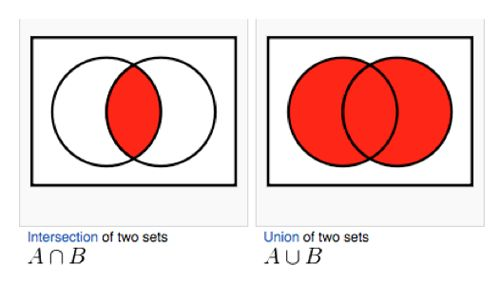 Intersection of two sets
A ∩ B
Union of two sets
A ∪ B